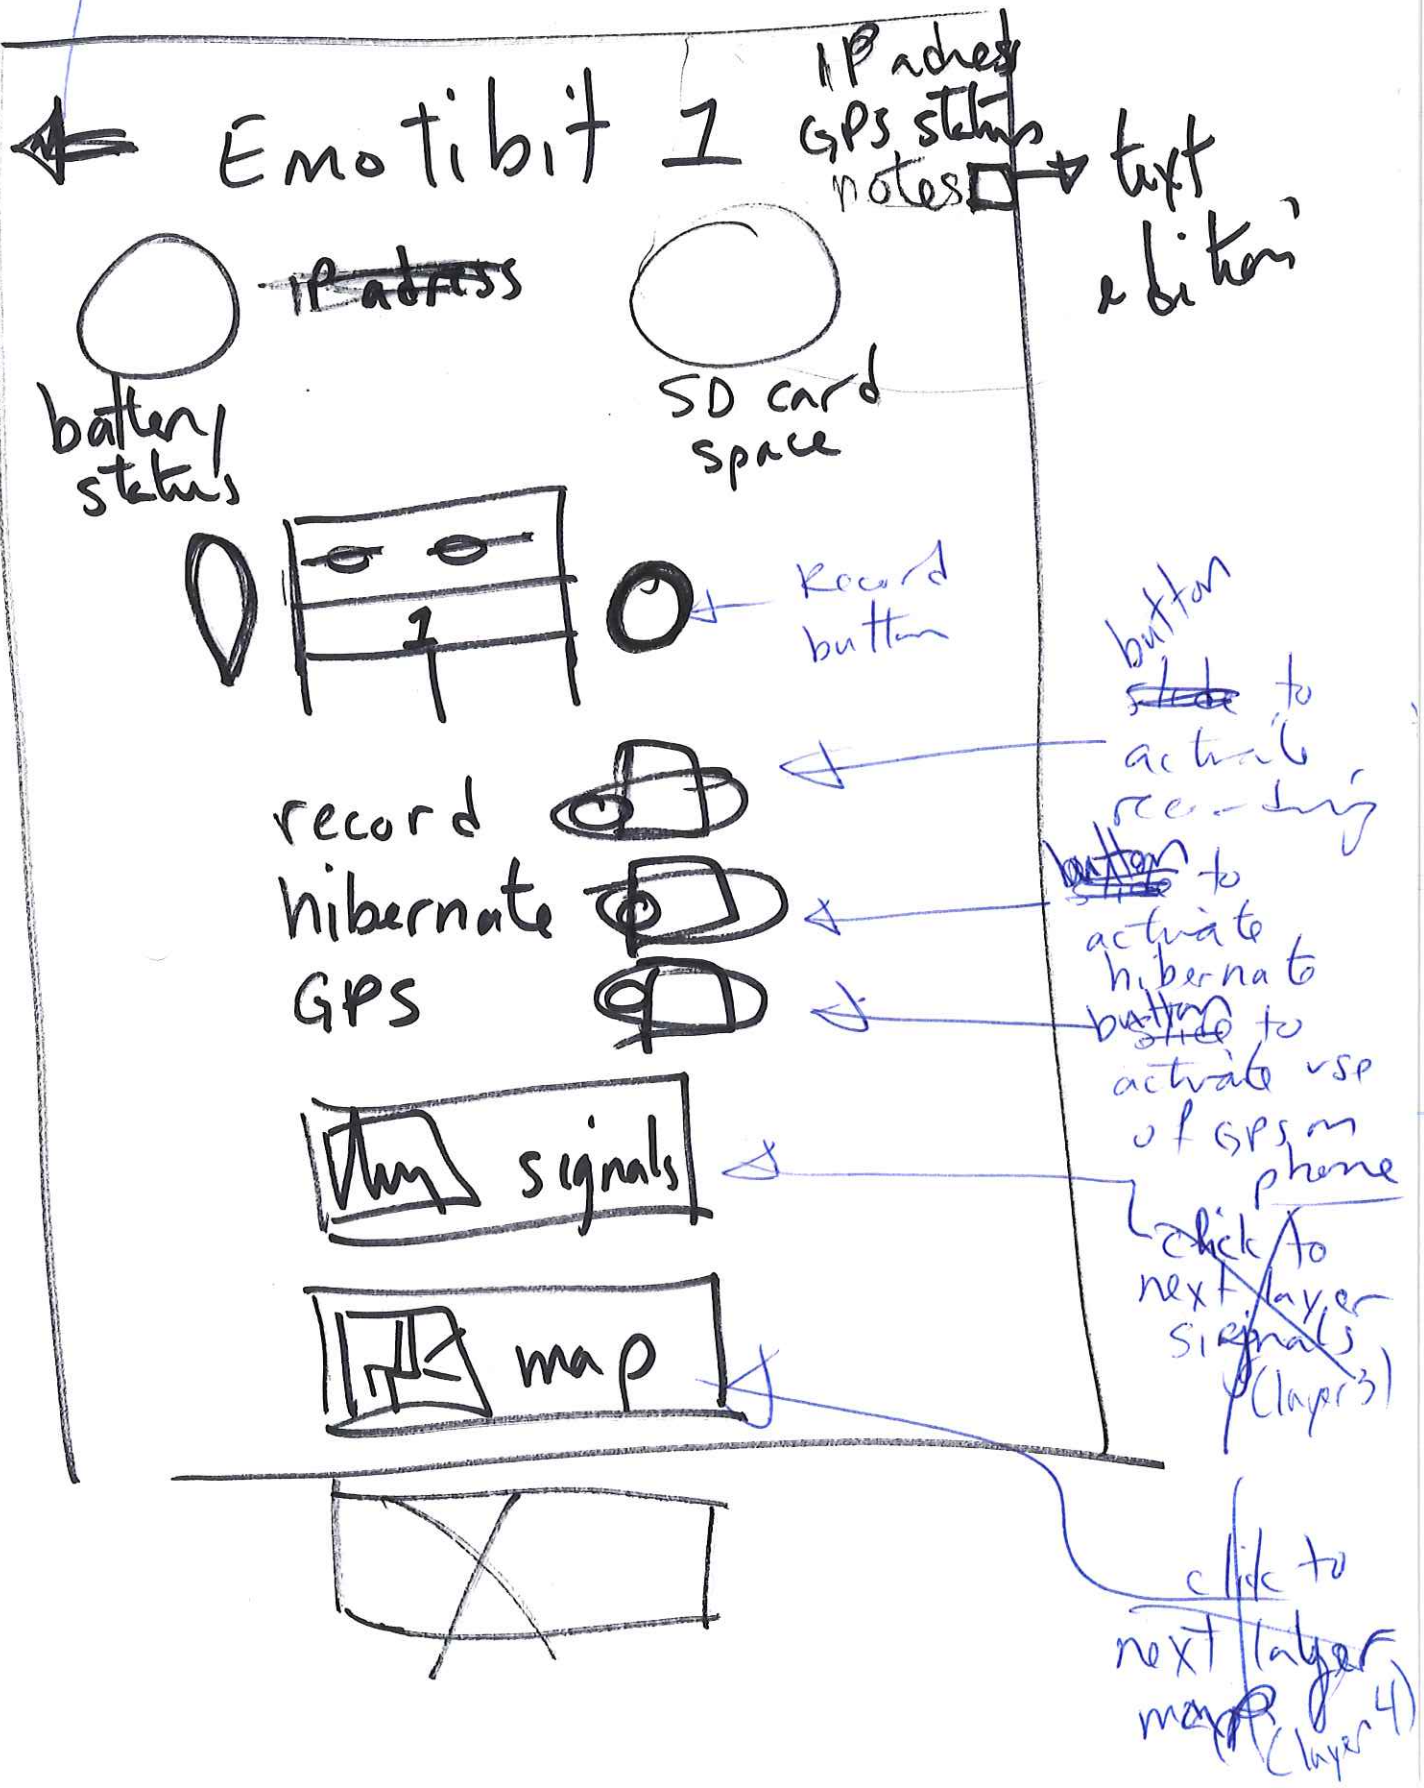 IP adress
GPS status
notes
Emotibit 1
text
edition
IP adress
battery
status
SD card
space
1
Record
button
button
to
activate
recording
record
hibernate
button to
activate
hibernate
GPS
button to
activate use
of GPS on
phone
signals
click to
next layer
signals
(layer 3)
map
click to
next layer
map
(layer 4)